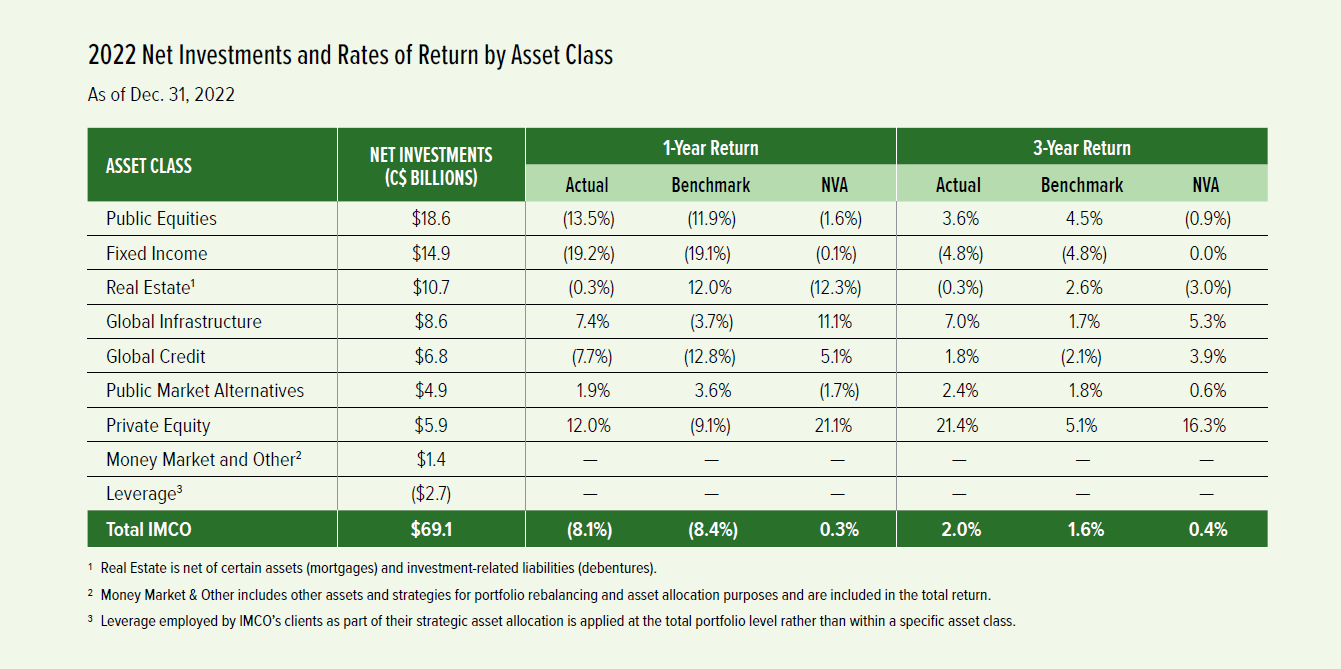 2022 Net Investments and Rates of Return by Asset Class
As of Dec. 31, 2022
ASSET CLASS NET INVESTMENTS (C$ BILLIONS) 1-Year Return 3-Year Return
Actual Benchmark NVA Actual Benchmark NVA
Public Equities $18.6 (13.5%) (11.9%) (1.6%) 3.6% 4.5% (0.9%)
Fixed Income $14.9 (19.2%) (19.1%) (0.1%) (4.8%) (4.8%) 0.0%
Real Estate¹ $10.7 (0.3%) 12.0% (12.3%) (0.3%) 2.6% (3.0%)
Global Infrastructure $8.6 7.4% (3.7%) 11.1% 7.0% 1.7% 5.3%
Global Credit $6.8 (7.7%) (12.8%) 5.1% 1.8% (2.1%) 3.9%
Public Market Alternatives $4.9 1.9% 3.6% (1.7%) 2.4% 1.8% 0.6%
Private Equity $5.9 12.0% (9.1%) 21.1% 21.4% 5.1% 16.3%
Money Market and Other² $1.4 — — — — — —
Leverage³ ($2.7) — — — — — —
Total IMCO $69.1 (8.1%) (8.4%) 0.3% 2.0% 1.6% 0.4%
¹ Real Estate is net of certain assets (mortgages) and investment-related liabilities (debentures).
² Money Market & Other includes other assets and strategies for portfolio rebalancing and asset allocation purposes and are included in the total return.
³ Leverage employed by IMCO's clients as part of their strategic asset allocation is applied at the total portfolio level rather than within a specific asset class.